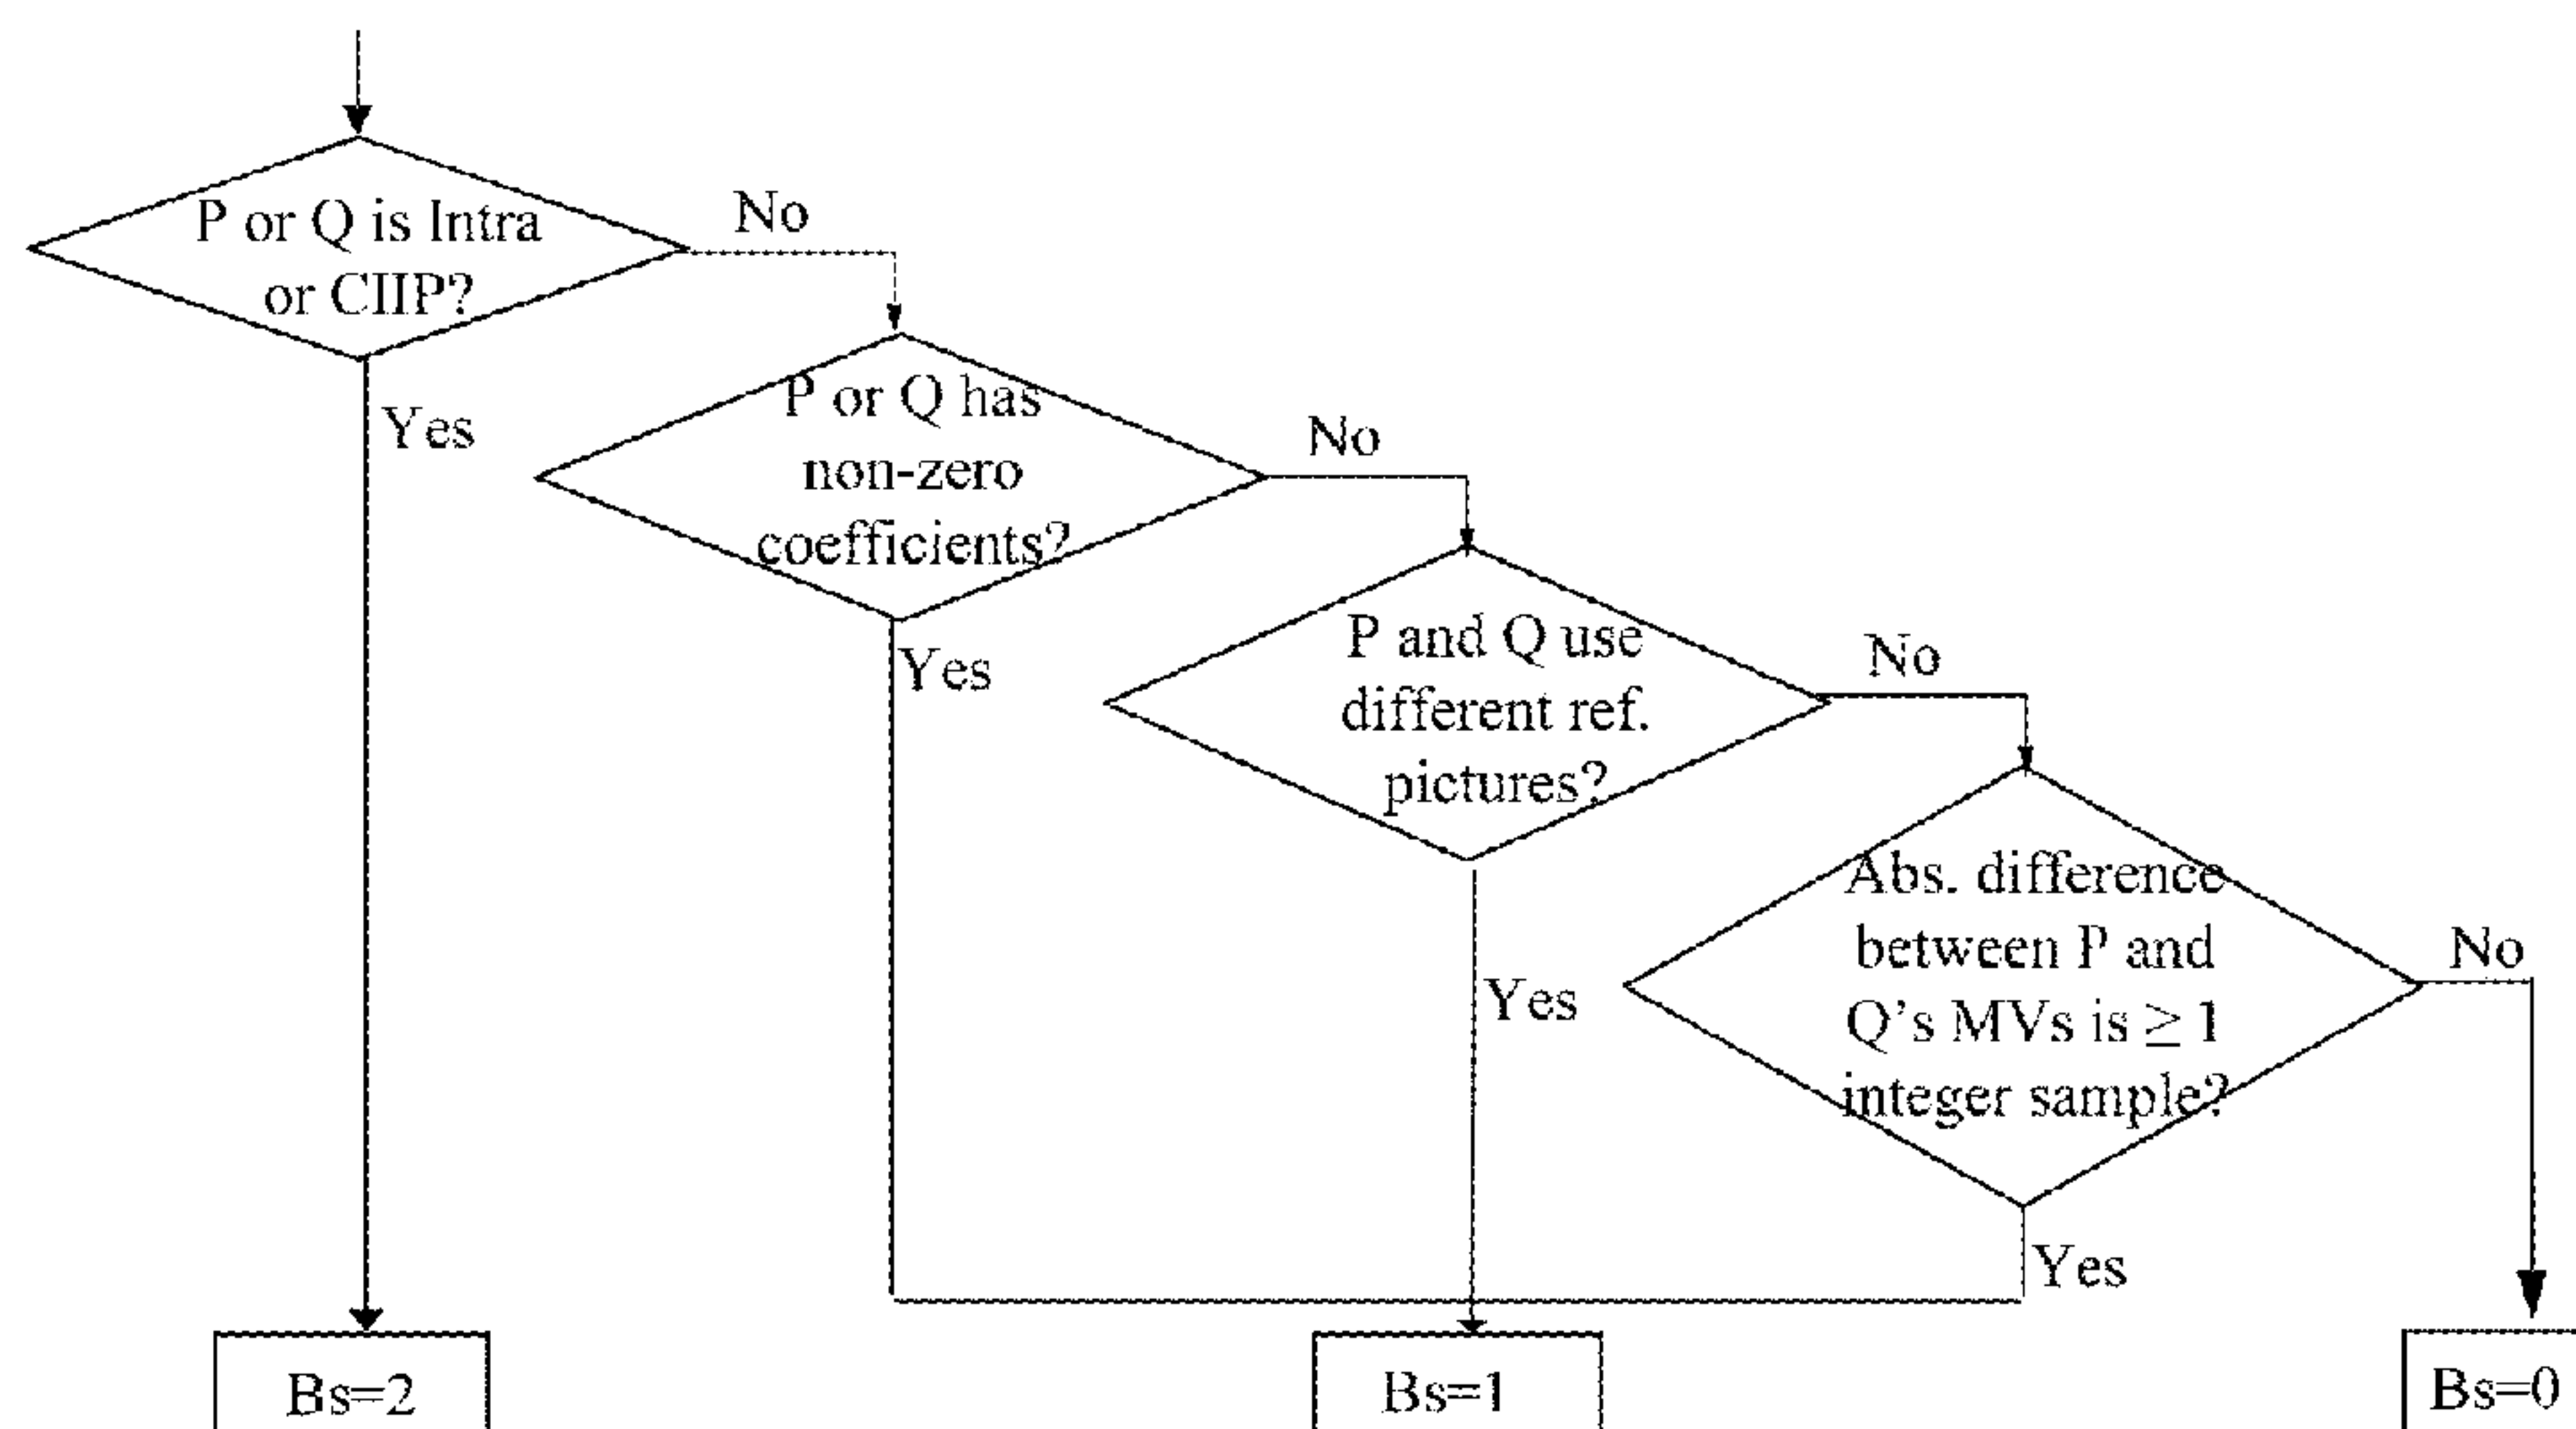 P or Q is Intra
or CIIP?
No
Yes
P or Q has
non-zero
coefficients?
No
Yes
P and Q use
different ref.
pictures?
No
Yes
Abs. difference
between P and
Q's MVs is ≥ 1
integer sample?
No
Yes
Bs=2
Bs=1
Bs=0